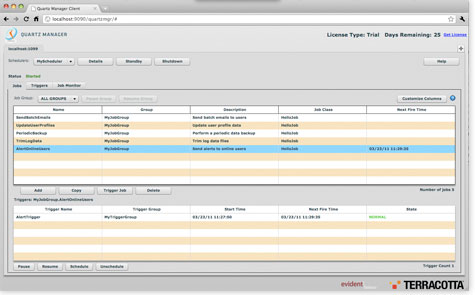 Quartz Manager Client
localhost:9090/quartzmgr/#
QUARTZ MANAGER
License Type: Trial Days Remaining: 25 Get License
localhost:1099
Schedulers: MyScheduler Details Standby Shutdown Help
Status Started
Jobs Triggers Job Monitor
Job Group: ALL GROUPS Pause Group Resume Group Customize Columns
Name Group Description Job Class Next Fire Time
SendBatchEmails MyJobGroup Send batch emails to users HelloJob
UpdateUserProfiles MyJobGroup Update user profile data HelloJob
PeriodicBackup MyJobGroup Perform a periodic data backup HelloJob
TrimLogData MyJobGroup Trim log data files HelloJob
AlertOnlineUsers MyJobGroup Send alerts to online users HelloJob 03/23/11 11:28:35
Add Copy Trigger Job Delete Number of Jobs 5
Triggers: MyJobGroup.AlertOnlineUsers
Trigger Name Trigger Group Start Time Next Fire Time State
AlertTrigger MyTriggerGroup 03/23/11 11:27:00 03/23/11 11:28:35 NORMAL
Pause Resume Schedule Unschedule Trigger Count 1
evident TERRACOTTA